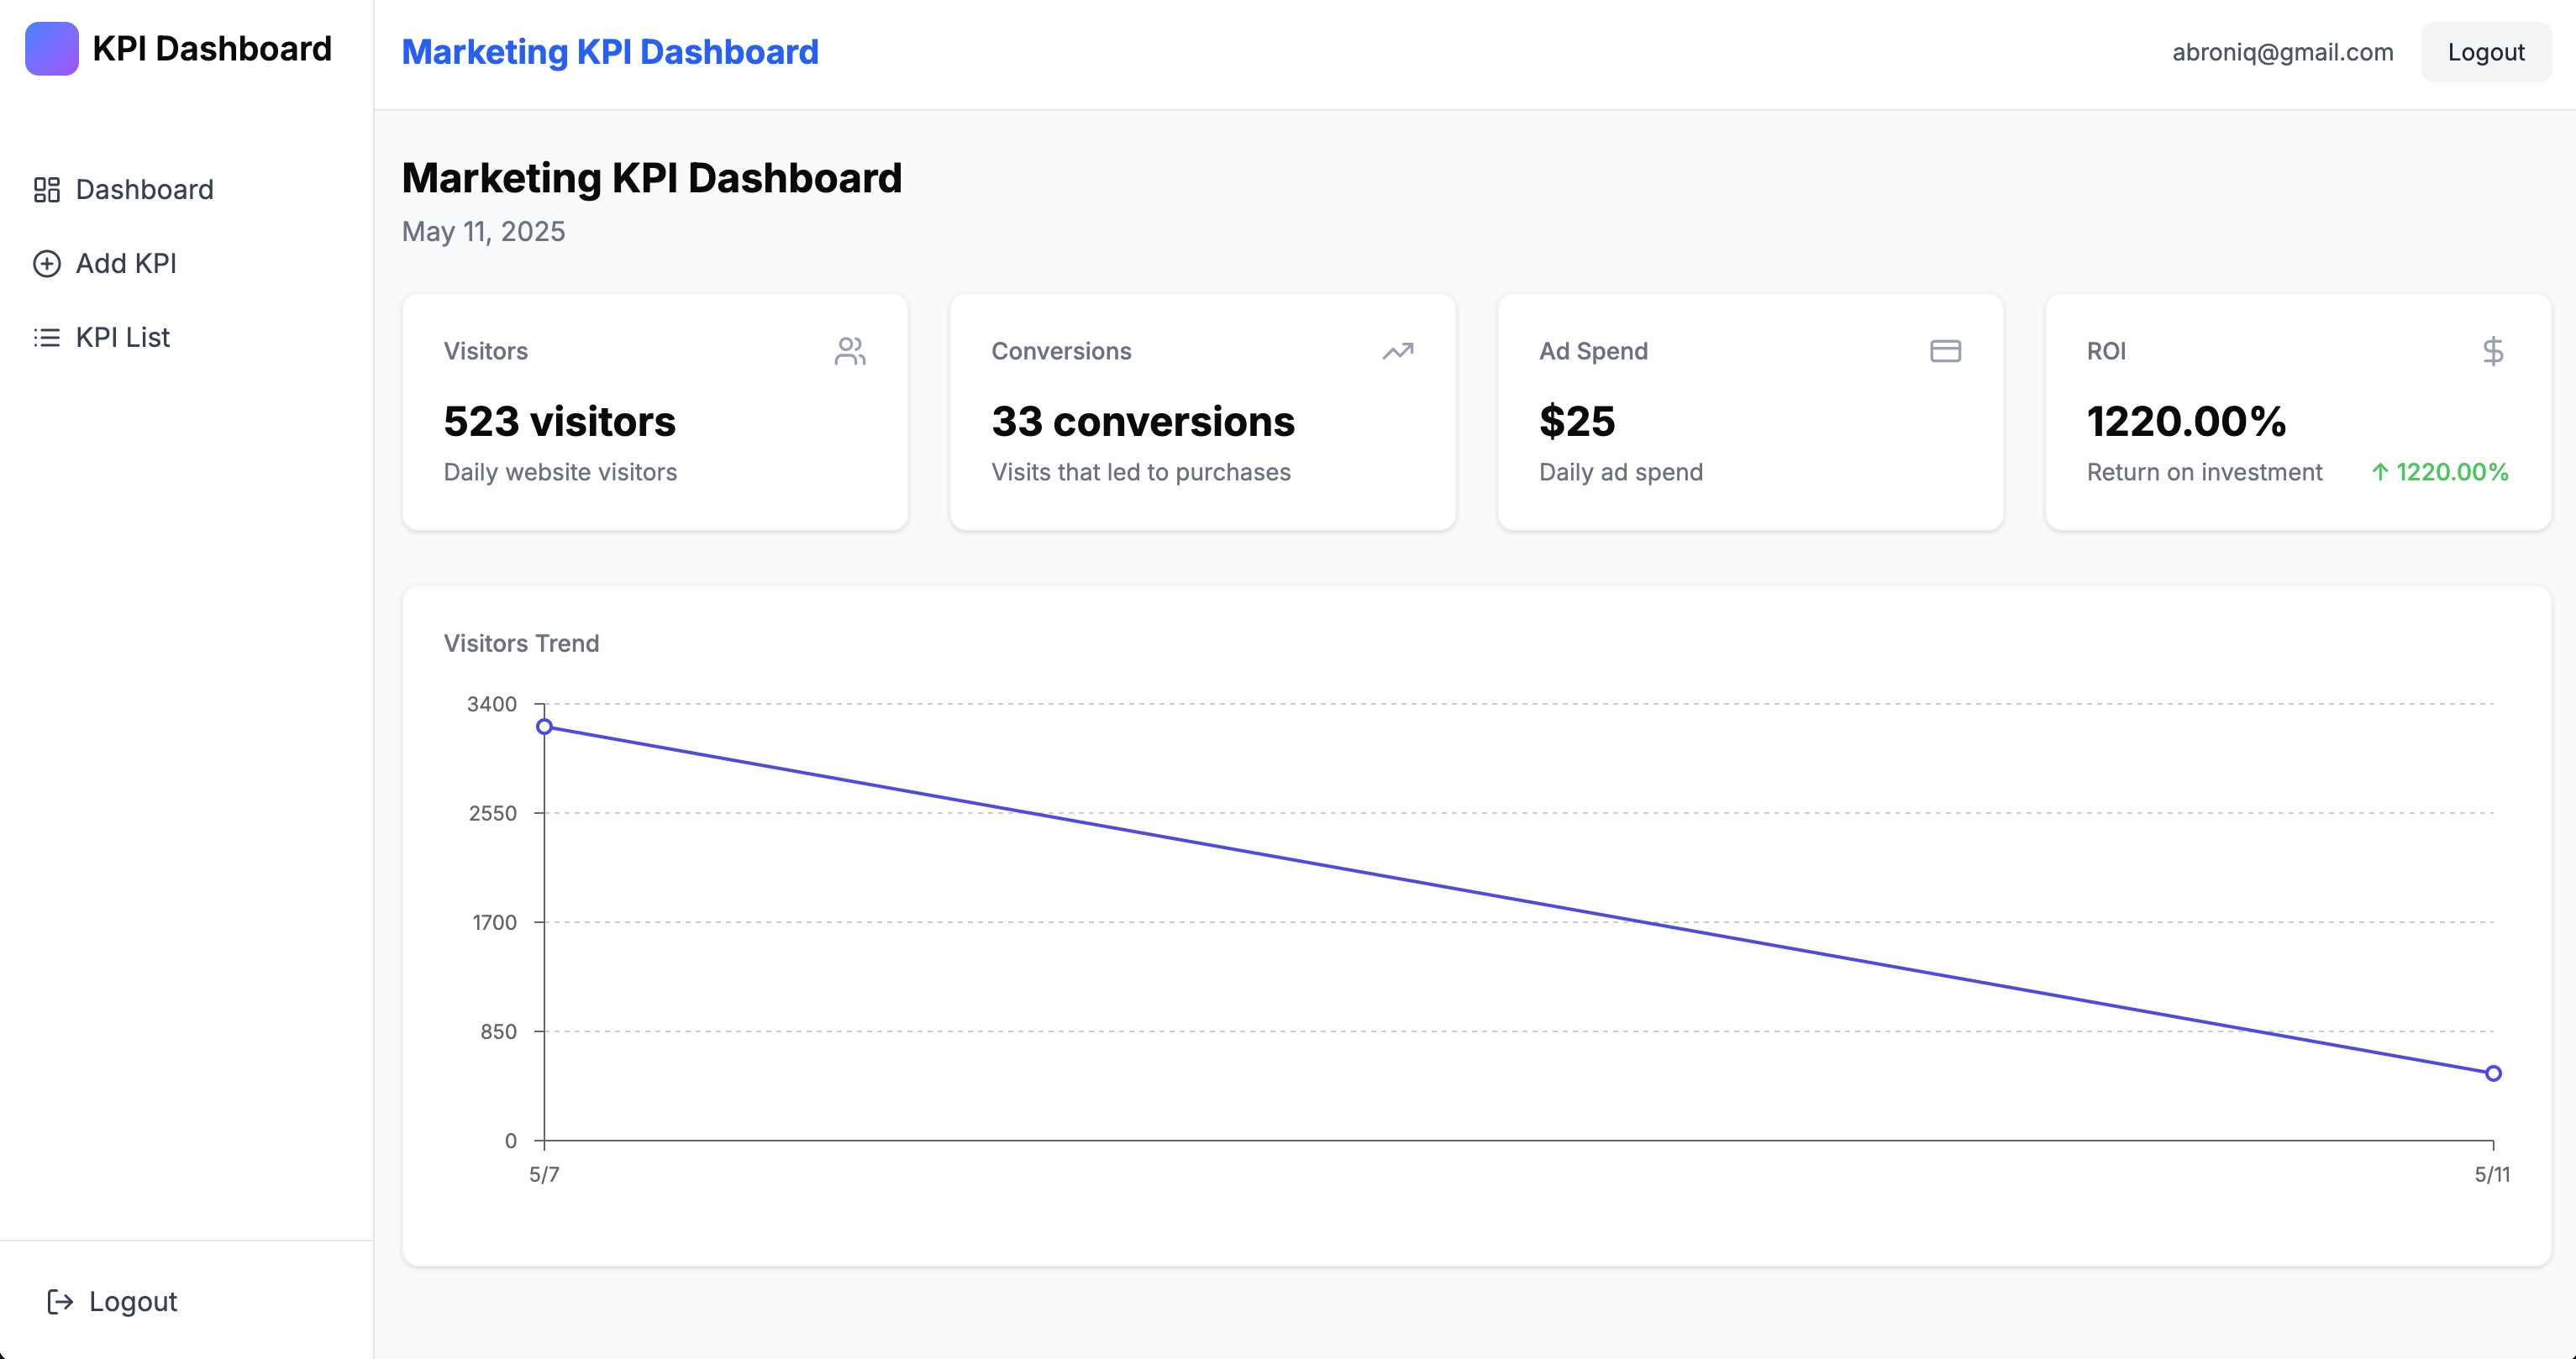 KPI Dashboard
Dashboard
Add KPI
KPI List
Logout
Marketing KPI Dashboard
abroniq@gmail.com
Logout
Marketing KPI Dashboard
May 11, 2025
Visitors
523 visitors
Daily website visitors
Conversions
33 conversions
Visits that led to purchases
Ad Spend
$25
Daily ad spend
ROI
1220.00%
Return on investment
↑ 1220.00%
Visitors Trend
3400
2550
1700
850
0
5/7
5/11